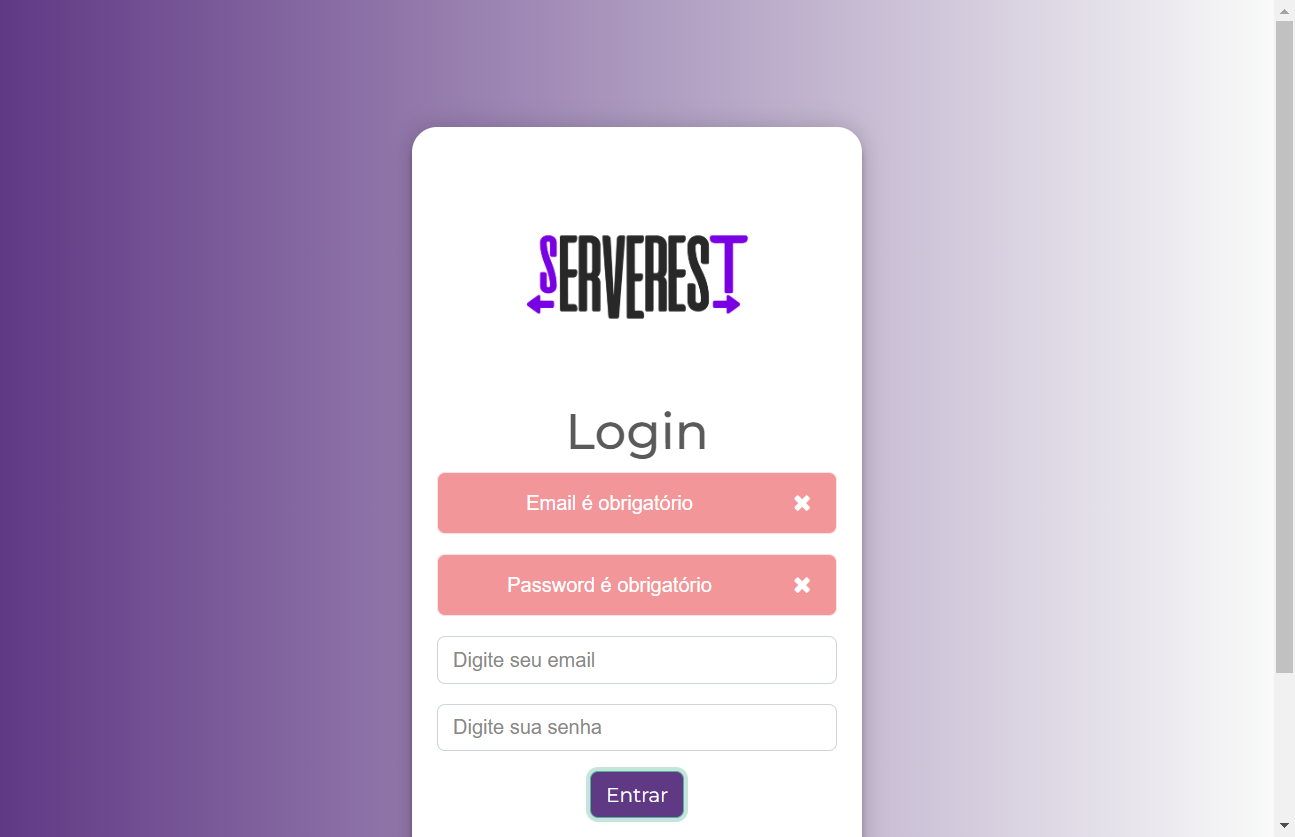 SERVEREST
Login
Email é obrigatório
Password é obrigatório
Digite seu email
Digite sua senha
Entrar